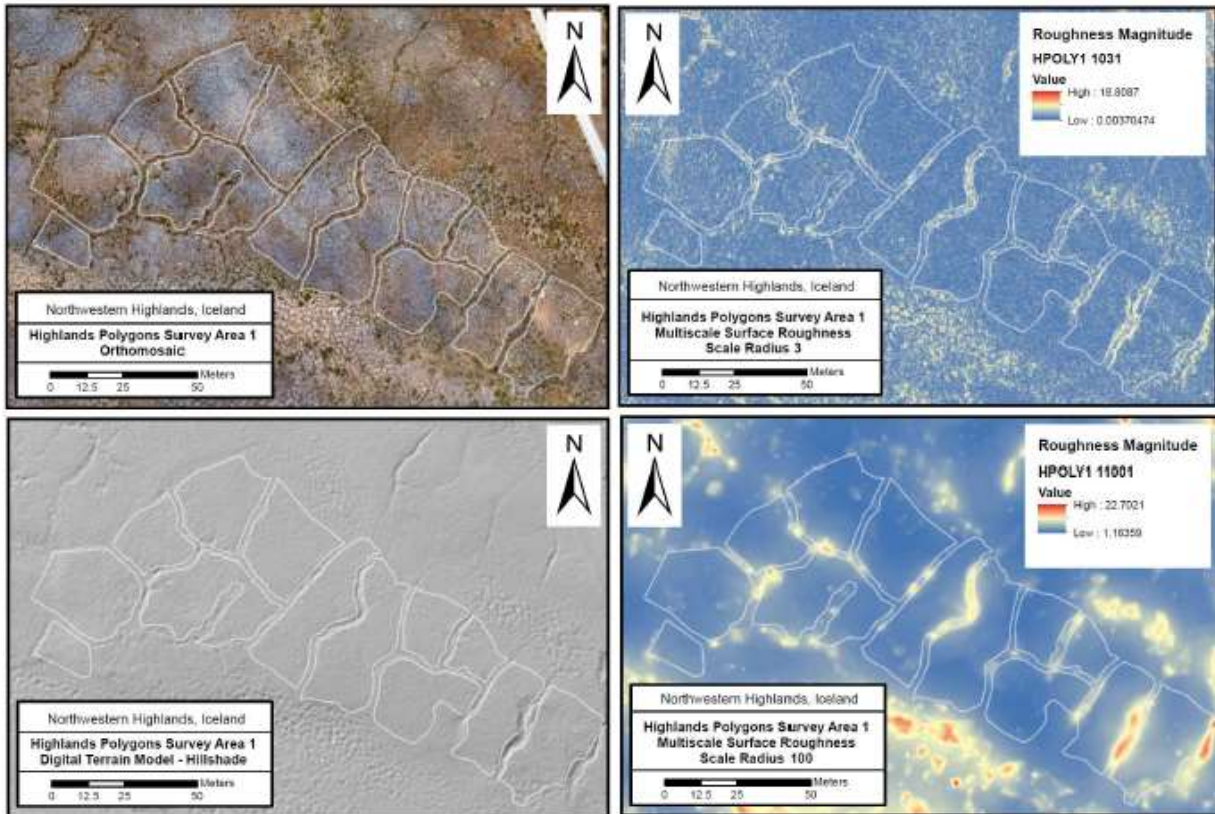 N
Northwestern Highlands, Iceland
Highlands Polygons Survey Area 1
Orthomosaic
Meters
0 12.5 25 50
N
Roughness Magnitude
HPOLY1 1031
Value
High : 18.8087
Low : 0.00370474
Northwestern Highlands, Iceland
Highlands Polygons Survey Area 1
Multiscale Surface Roughness
Scale Radius 3
Meters
0 12.5 25 50
N
Northwestern Highlands, Iceland
Highlands Polygons Survey Area 1
Digital Terrain Model - Hillshade
Meters
0 12.5 25 50
N
Roughness Magnitude
HPOLY1 11001
Value
High : 22.7021
Low : 1.16359
Northwestern Highlands, Iceland
Highlands Polygons Survey Area 1
Multiscale Surface Roughness
Scale Radius 100
Meters
0 12.5 25 50